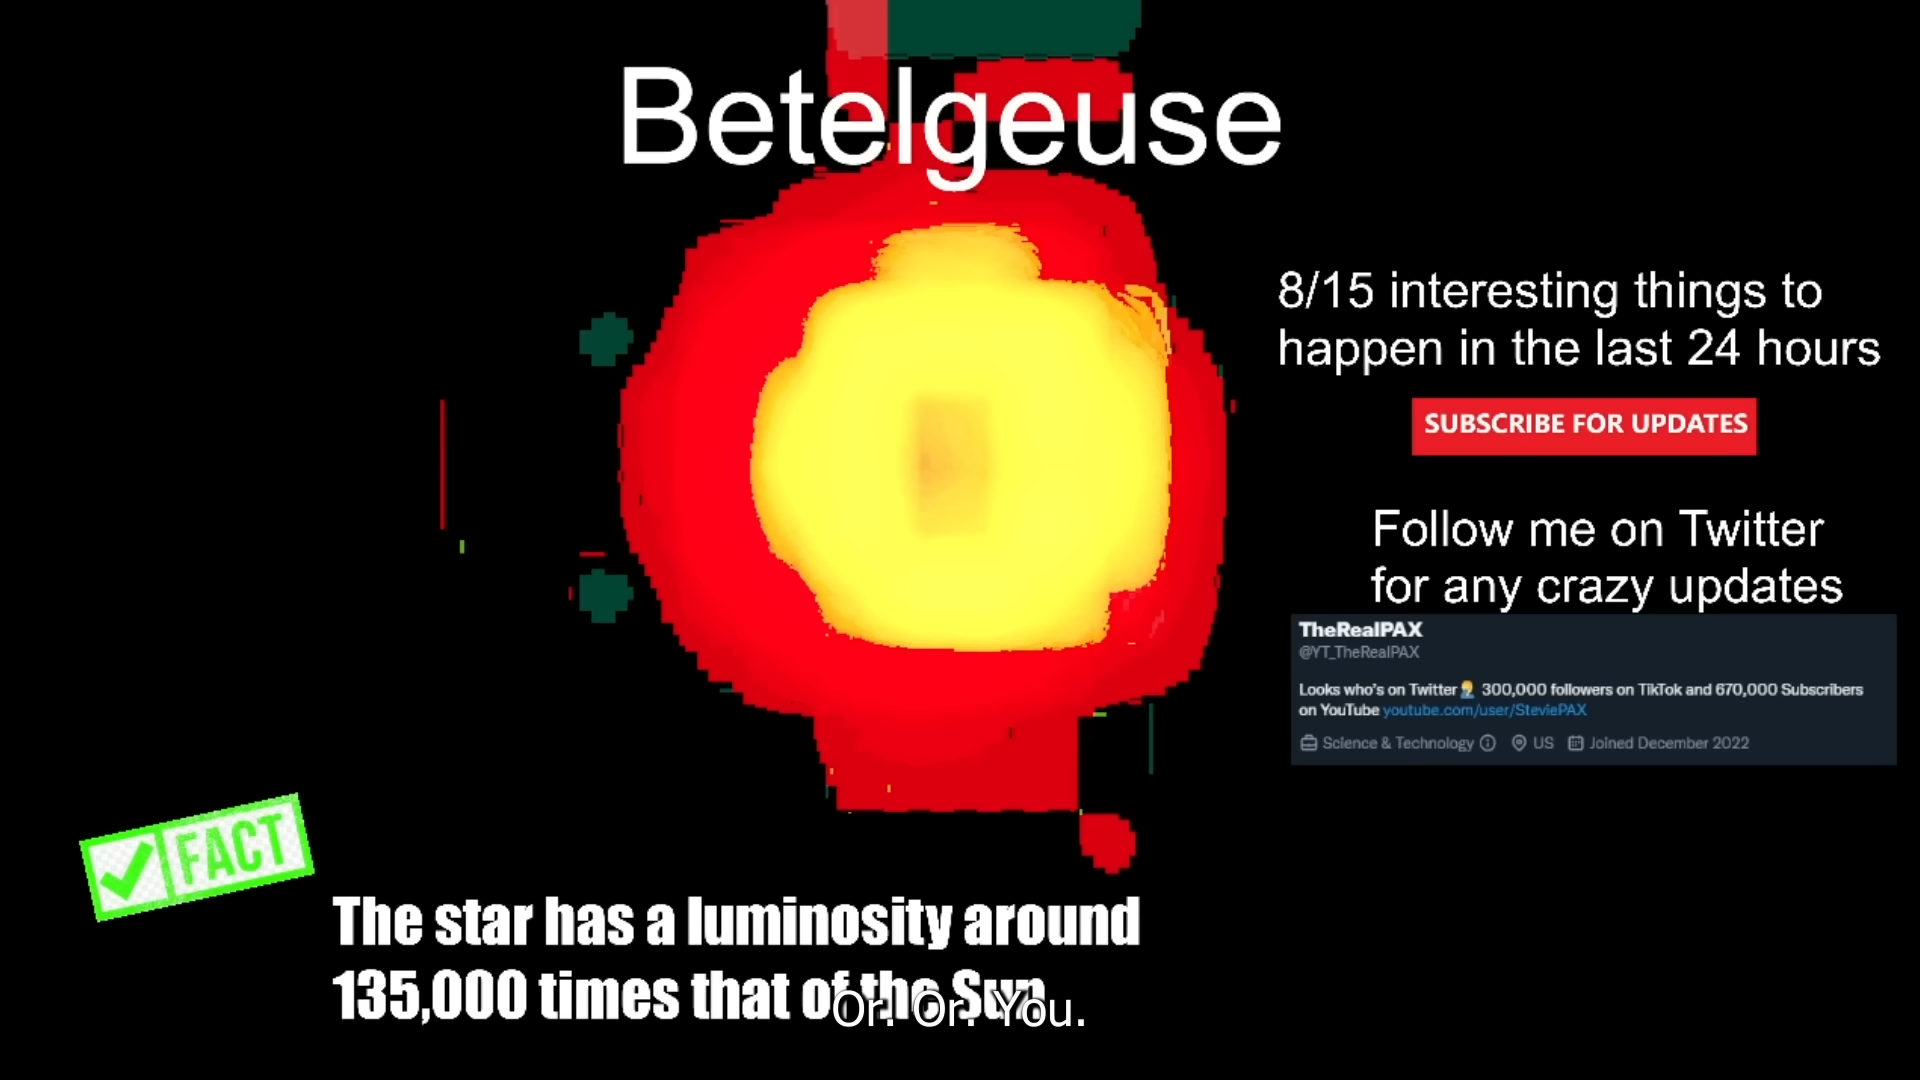 Betelgeuse
8/15 interesting things to
happen in the last 24 hours
SUBSCRIBE FOR UPDATES
Follow me on Twitter
for any crazy updates
TheRealPAX
@YT_TheRealPAX
Looks who's on Twitter🤦‍♂️ 300,000 followers on TikTok and 670,000 Subscribers
on YouTube youtube.com/user/SteviePAX
Science & Technology US Joined December 2022
FACT
The star has a luminosity around
135,000 times that of the Sun
Or. Or. You.